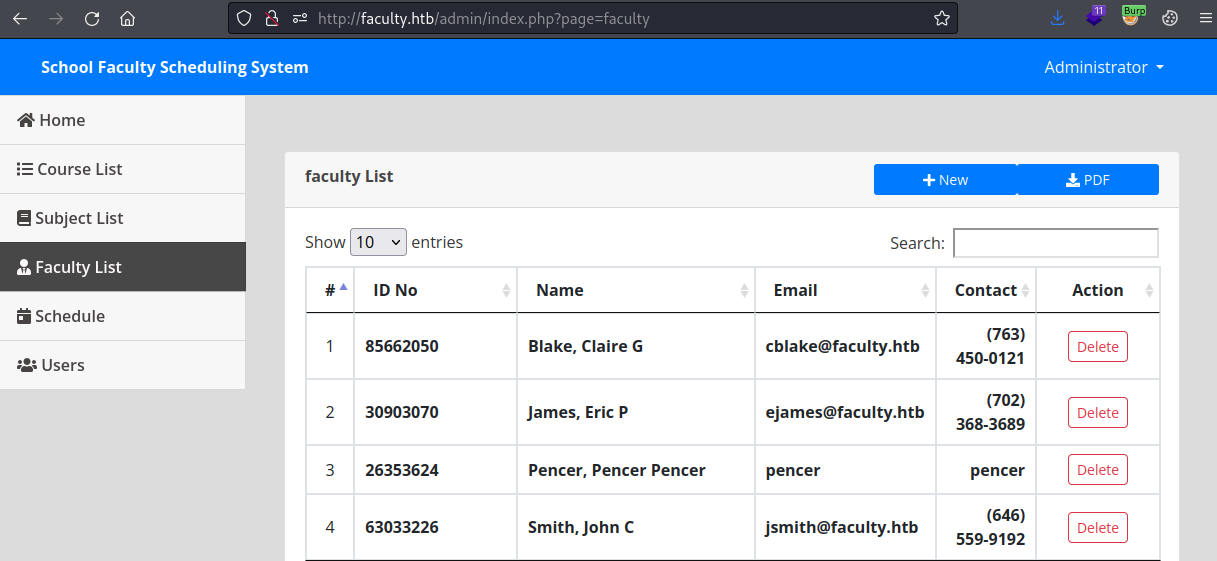 http://faculty.htb/admin/index.php?page=faculty
11
Burp
School Faculty Scheduling System
Administrator
Home
Course List
Subject List
Faculty List
Schedule
Users
faculty List
New
PDF
Show 10 entries
Search:
# ID No Name Email Contact Action
1 85662050 Blake, Claire G cblake@faculty.htb (763) 450-0121 Delete
2 30903070 James, Eric P ejames@faculty.htb (702) 368-3689 Delete
3 26353624 Pencer, Pencer Pencer pencer pencer Delete
4 63033226 Smith, John C jsmith@faculty.htb (646) 559-9192 Delete